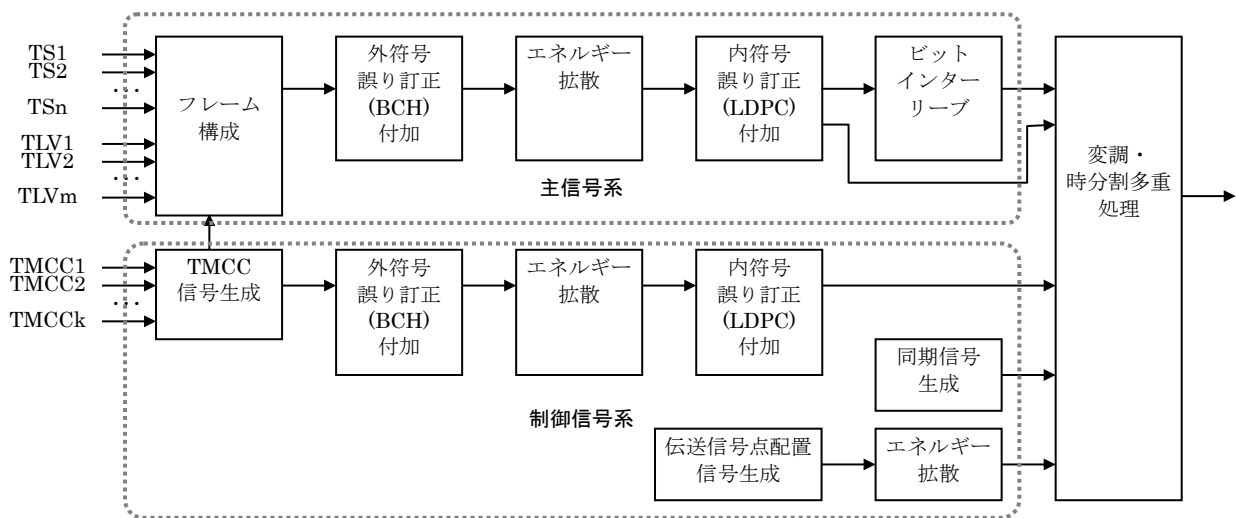 TS1
TS2
...
TSn
TLV1
TLV2
...
TLVm
フレーム
構成
外符号
誤り訂正
(BCH)
付加
エネルギー
拡散
内符号
誤り訂正
(LDPC)
付加
ビット
インター
リーブ
主信号系
変調・
時分割多重
処理
TMCC1
TMCC2
...
TMCCk
TMCC
信号生成
外符号
誤り訂正
(BCH)
付加
エネルギー
拡散
内符号
誤り訂正
(LDPC)
付加
同期信号
生成
制御信号系
伝送信号点配置
信号生成
エネルギー
拡散